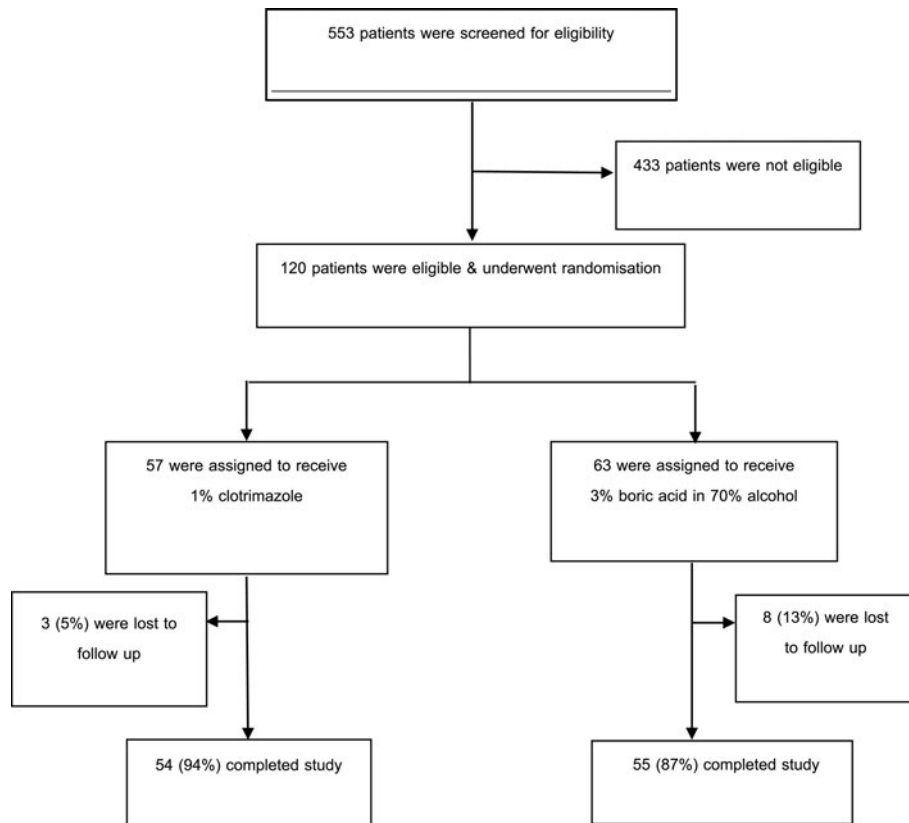 553 patients were screened for eligibility
433 patients were not eligible
120 patients were eligible & underwent randomisation
57 were assigned to receive
1% clotrimazole
63 were assigned to receive
3% boric acid in 70% alcohol
3 (5%) were lost to
follow up
8 (13%) were lost
to follow up
54 (94%) completed study
55 (87%) completed study